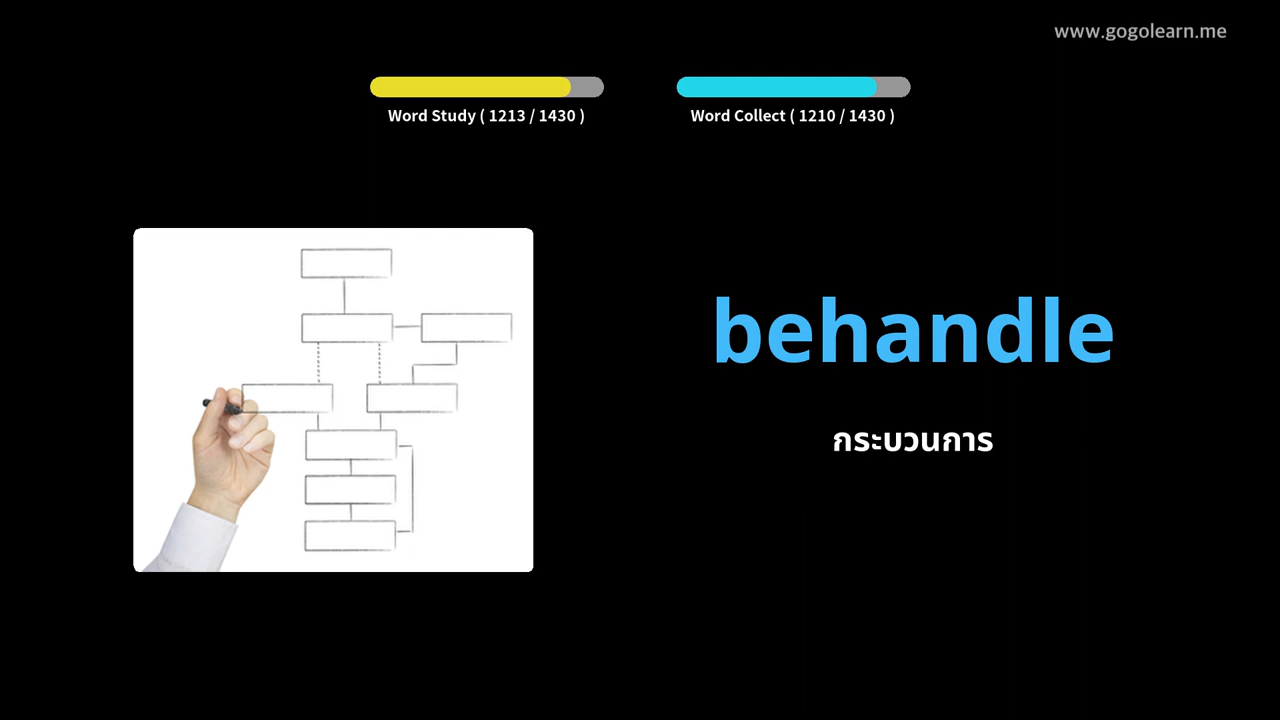 www.gogolearn.me
Word Study ( 1213 / 1430 )
Word Collect ( 1210 / 1430 )
behandle
กระบวนการ